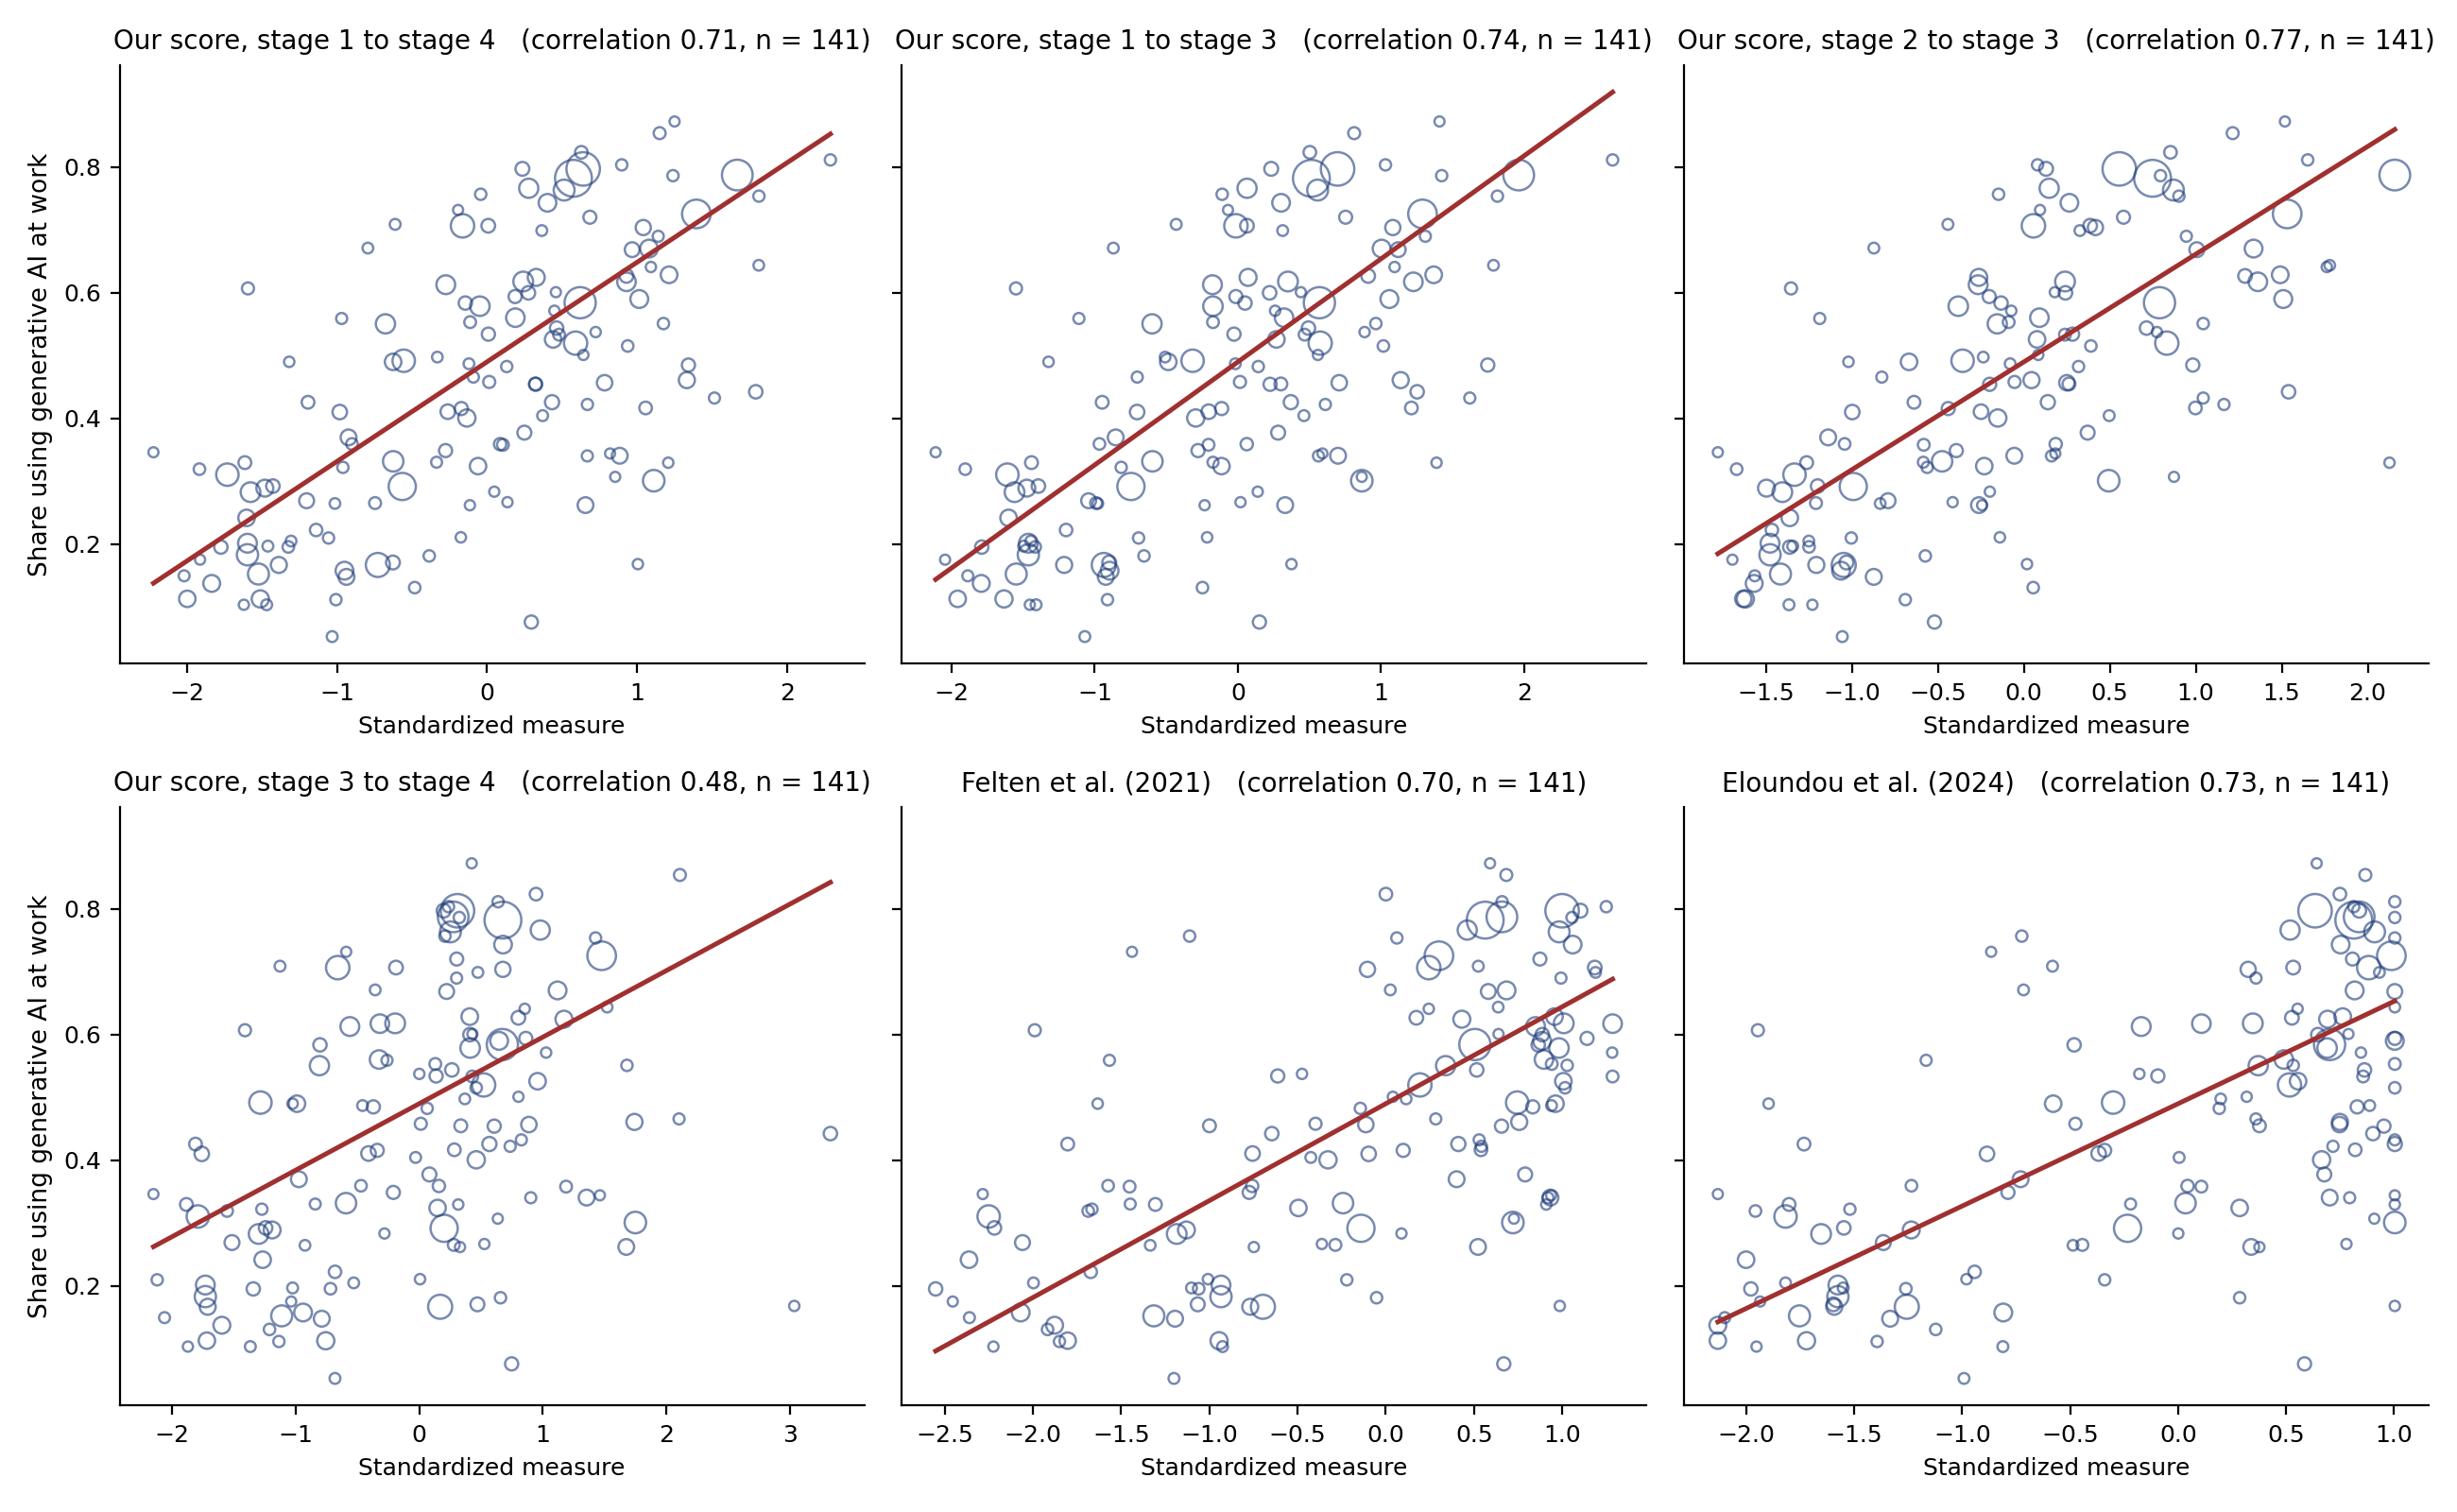 Our score, stage 1 to stage 4 (correlation 0.71, n = 141)
Our score, stage 1 to stage 3 (correlation 0.74, n = 141)
Our score, stage 2 to stage 3 (correlation 0.77, n = 141)
Share using generative AI at work
0.8
0.6
0.4
0.2
−2 −1 0 1 2
−2 −1 0 1 2
−1.5 −1.0 −0.5 0.0 0.5 1.0 1.5 2.0
Standardized measure
Standardized measure
Standardized measure
Our score, stage 3 to stage 4 (correlation 0.48, n = 141)
Felten et al. (2021) (correlation 0.70, n = 141)
Eloundou et al. (2024) (correlation 0.73, n = 141)
Share using generative AI at work
0.8
0.6
0.4
0.2
−2 −1 0 1 2 3
−2.5 −2.0 −1.5 −1.0 −0.5 0.0 0.5 1.0
−2.0 −1.5 −1.0 −0.5 0.0 0.5 1.0
Standardized measure
Standardized measure
Standardized measure